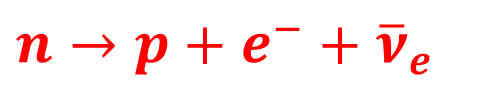 n → p + e⁻ + ν̄ₑ